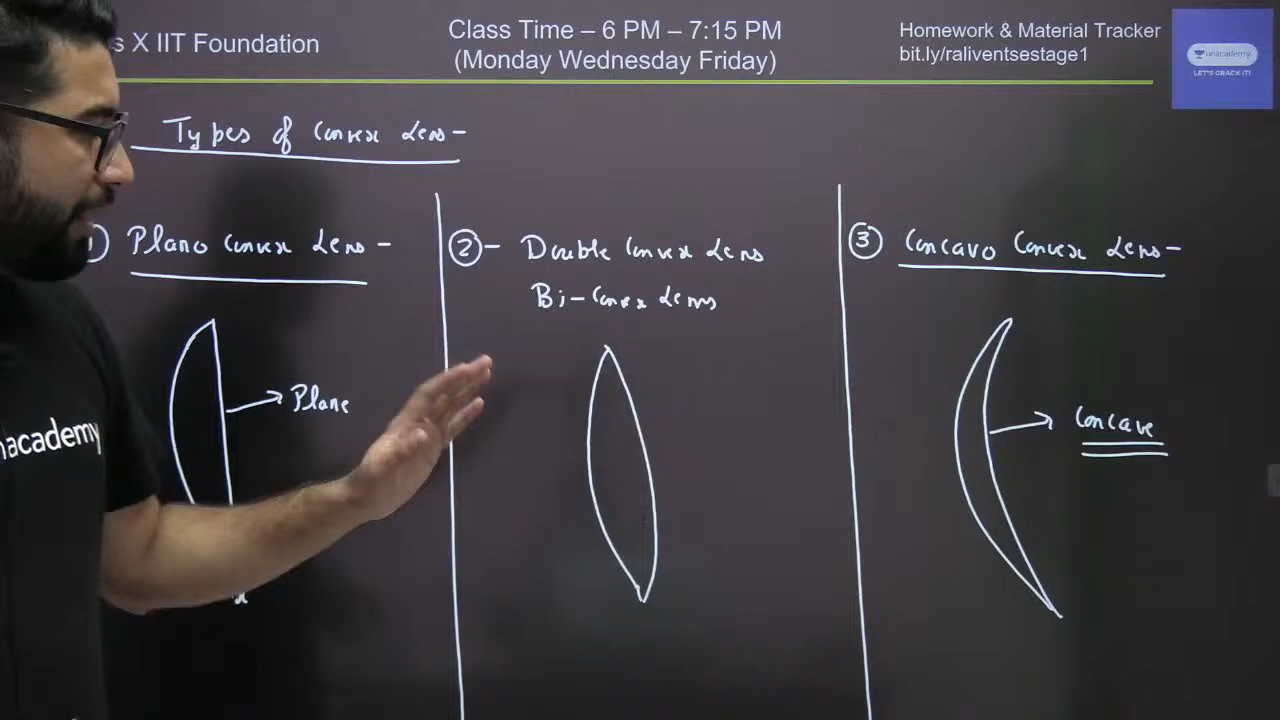 s X IIT Foundation
Class Time – 6 PM – 7:15 PM
(Monday Wednesday Friday)
Homework & Material Tracker
bit.ly/raliventsestage1
unacademy
LET'S CRACK IT!
Types of Convex Lens-
1) Plano Convex Lens-
2- Double Convex Lens
Bi-Convex Lens
3 Concavo Convex Lens-
Plane
Concave
nacademy